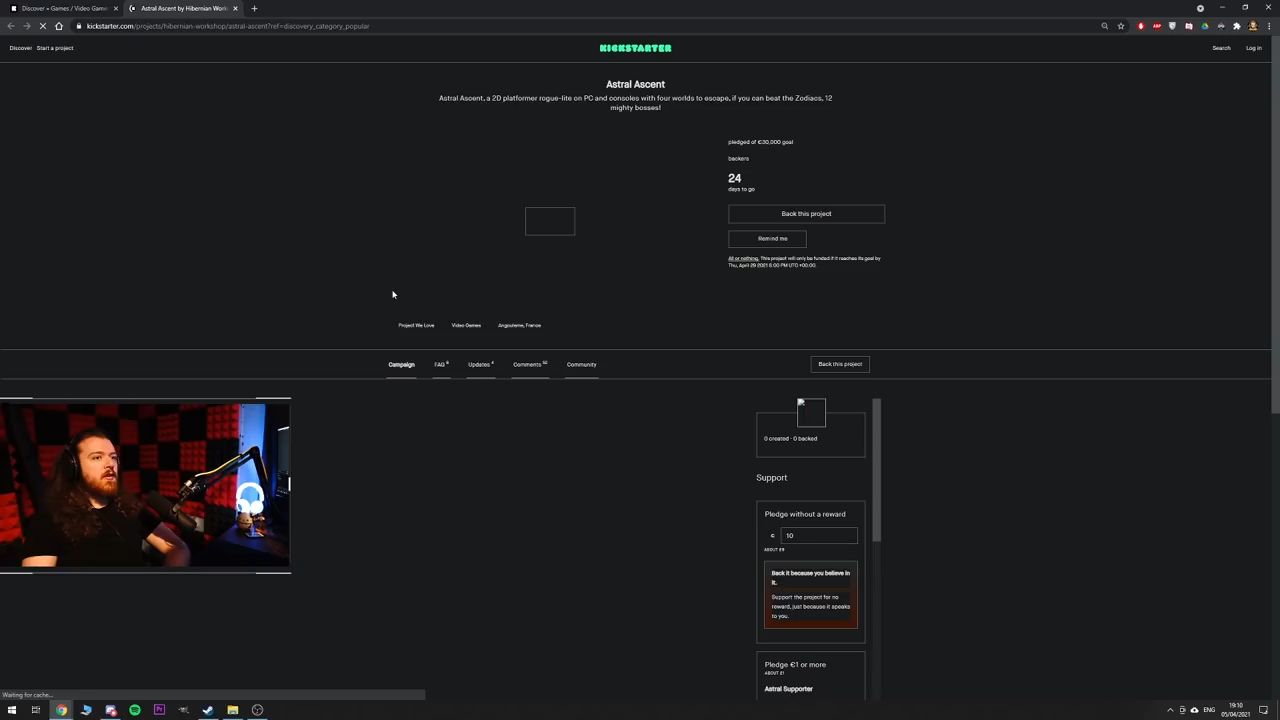 Discover » Games / Video Game
Astral Ascent by Hibernian Work
kickstarter.com/projects/hibernian-workshop/astral-ascent?ref=discovery_category_popular
Discover Start a project
KICKSTARTER
Search Log in
Astral Ascent
Astral Ascent, a 2D platformer rogue-lite on PC and consoles with four worlds to escape, if you can beat the Zodiacs, 12
mighty bosses!
pledged of €30,000 goal
backers
24
days to go
Back this project
Remind me
All or nothing. This project will only be funded if it reaches its goal by
Thu, April 29 2021 6:00 PM UTC +00:00.
Project We Love Video Games Angouleme, France
Campaign FAQ Updates 4 Comments Community
Back this project
0 created · 0 backed
Support
Pledge without a reward
€ 10
ABOUT £9
Back it because you believe in
it.
Support the project for no
reward, just because it speaks
to you.
Pledge €1 or more
ABOUT £1
Astral Supporter
Waiting for cache...
ENG
19:10
05/04/2021